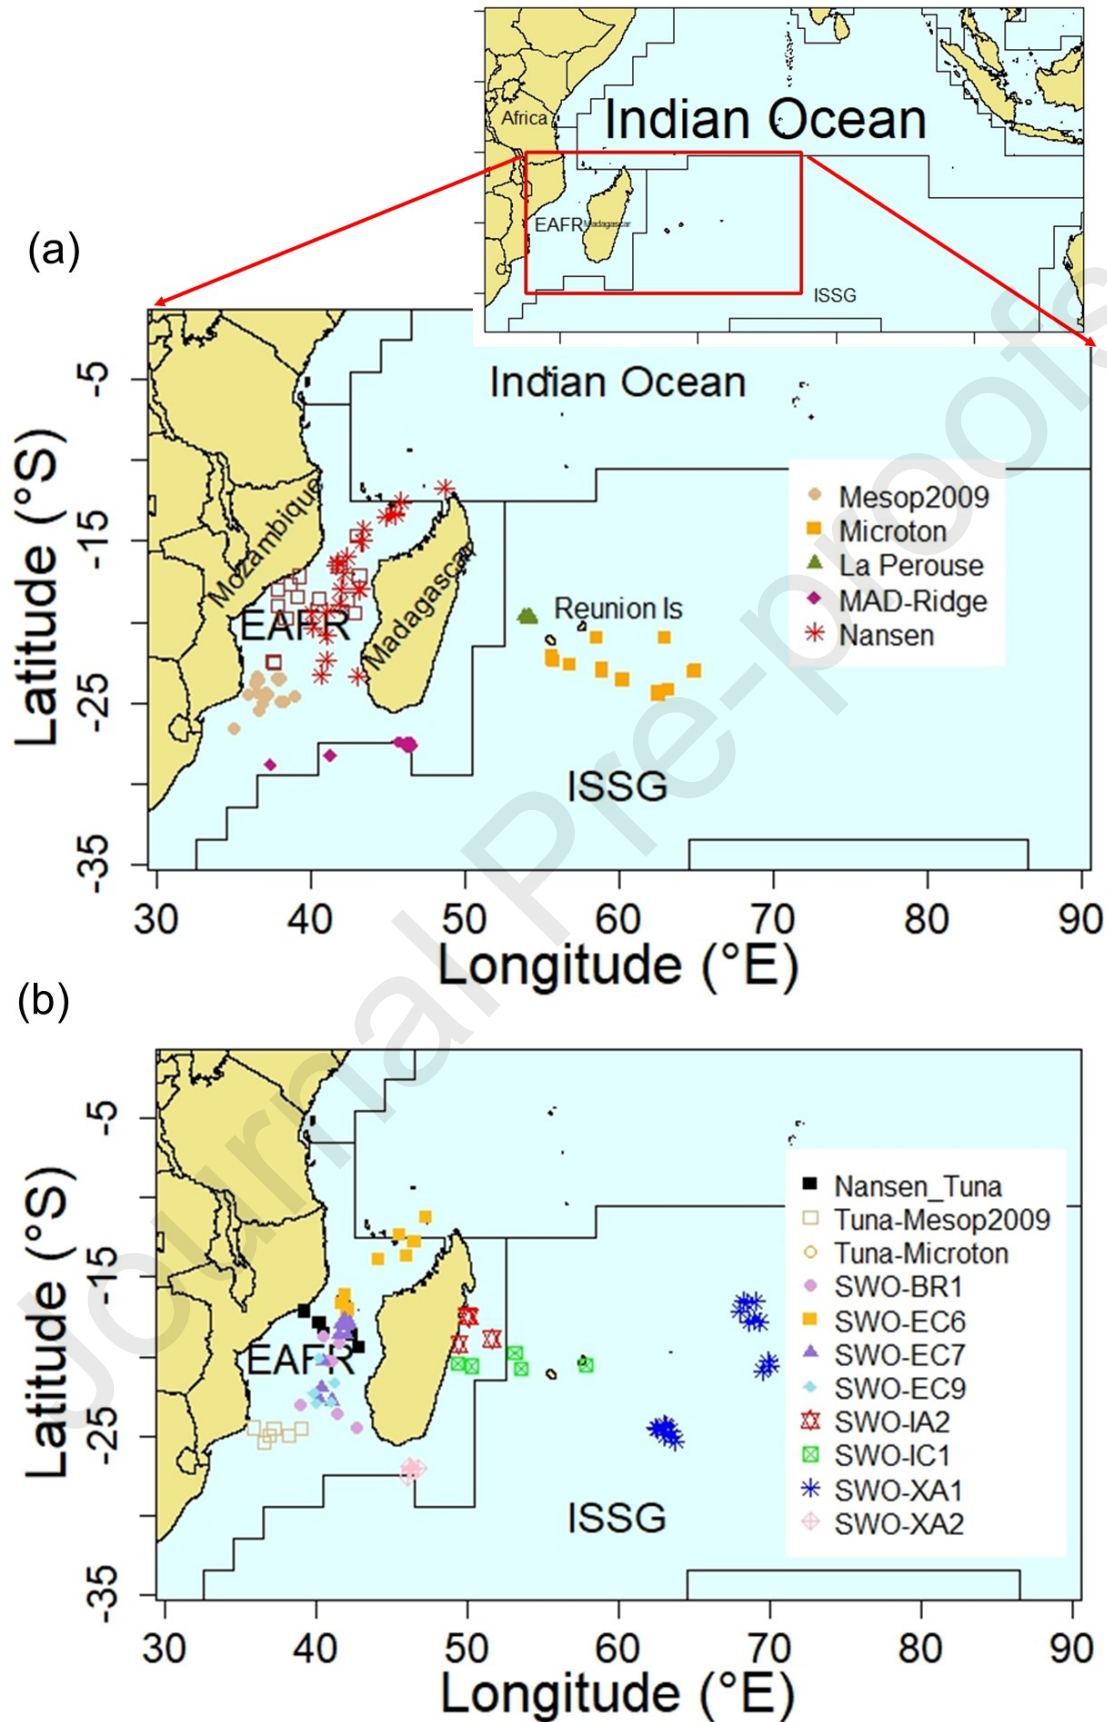 Indian Ocean
Africa
EAFR
Madagascar
ISSG
(a)
-5
-15
-25
-35
Latitude (°S)
Indian Ocean
Mozambique
EAFR
Madagascar
Reunion Is
ISSG
Mesop2009
Microton
La Perouse
MAD-Ridge
Nansen
30 40 50 60 70 80 90
Longitude (°E)
(b)
-5
-15
-25
-35
Latitude (°S)
EAFR
ISSG
Nansen_Tuna
Tuna-Mesop2009
Tuna-Microton
SWO-BR1
SWO-EC6
SWO-EC7
SWO-EC9
SWO-IA2
SWO-IC1
SWO-XA1
SWO-XA2
30 40 50 60 70 80 90
Longitude (°E)
Journal Pre-proofs